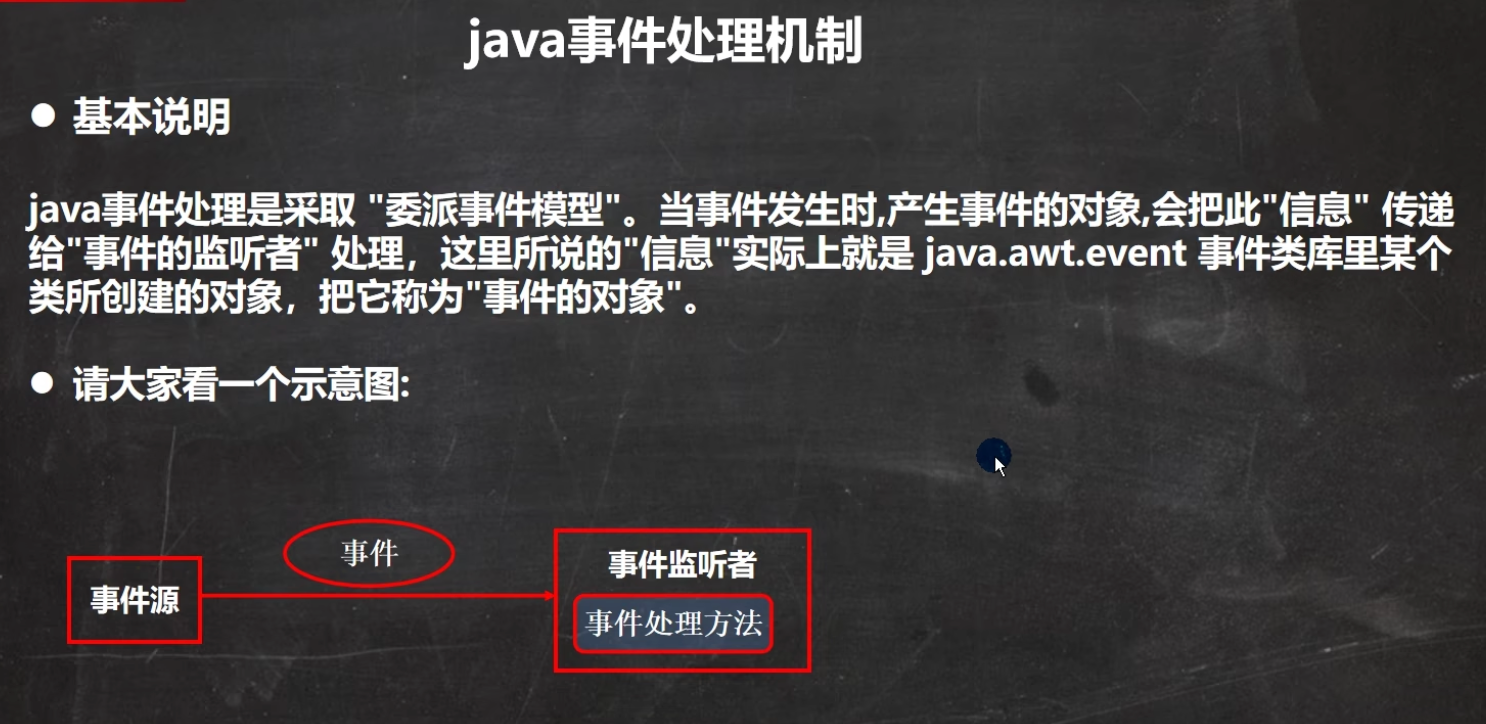 java事件处理机制
● 基本说明
java事件处理是采取 "委派事件模型"。当事件发生时,产生事件的对象,会把此"信息" 传递
给"事件的监听者" 处理，这里所说的"信息"实际上就是 java.awt.event 事件类库里某个
类所创建的对象，把它称为"事件的对象"。
● 请大家看一个示意图:
事件
事件监听者
事件源
事件处理方法